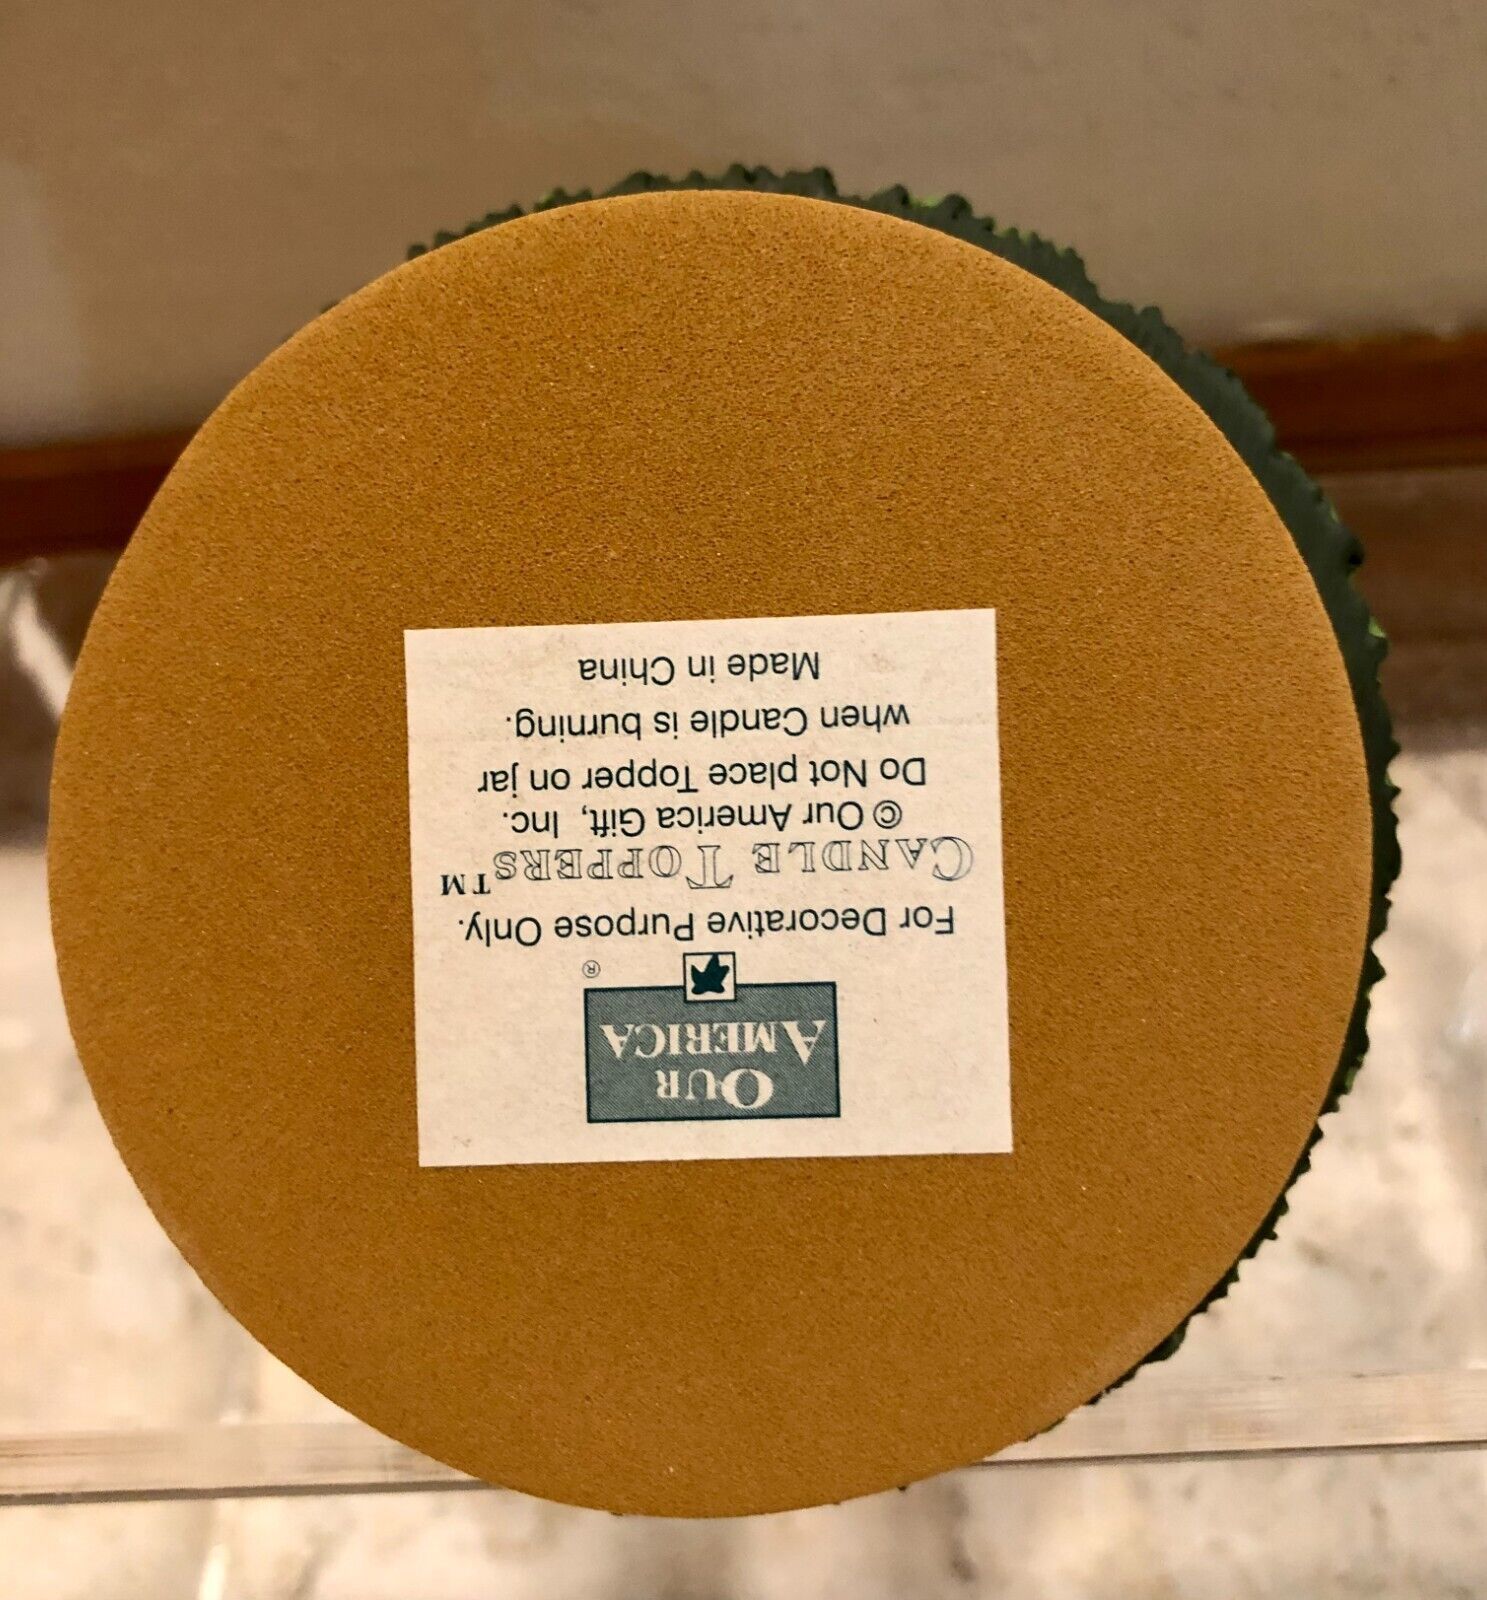 OUR
AMERICA
®
For Decorative Purpose Only.
CANDLE TOPPERS™
© Our America Gift, Inc.
Do Not place Topper on jar
when Candle is burning.
Made in China